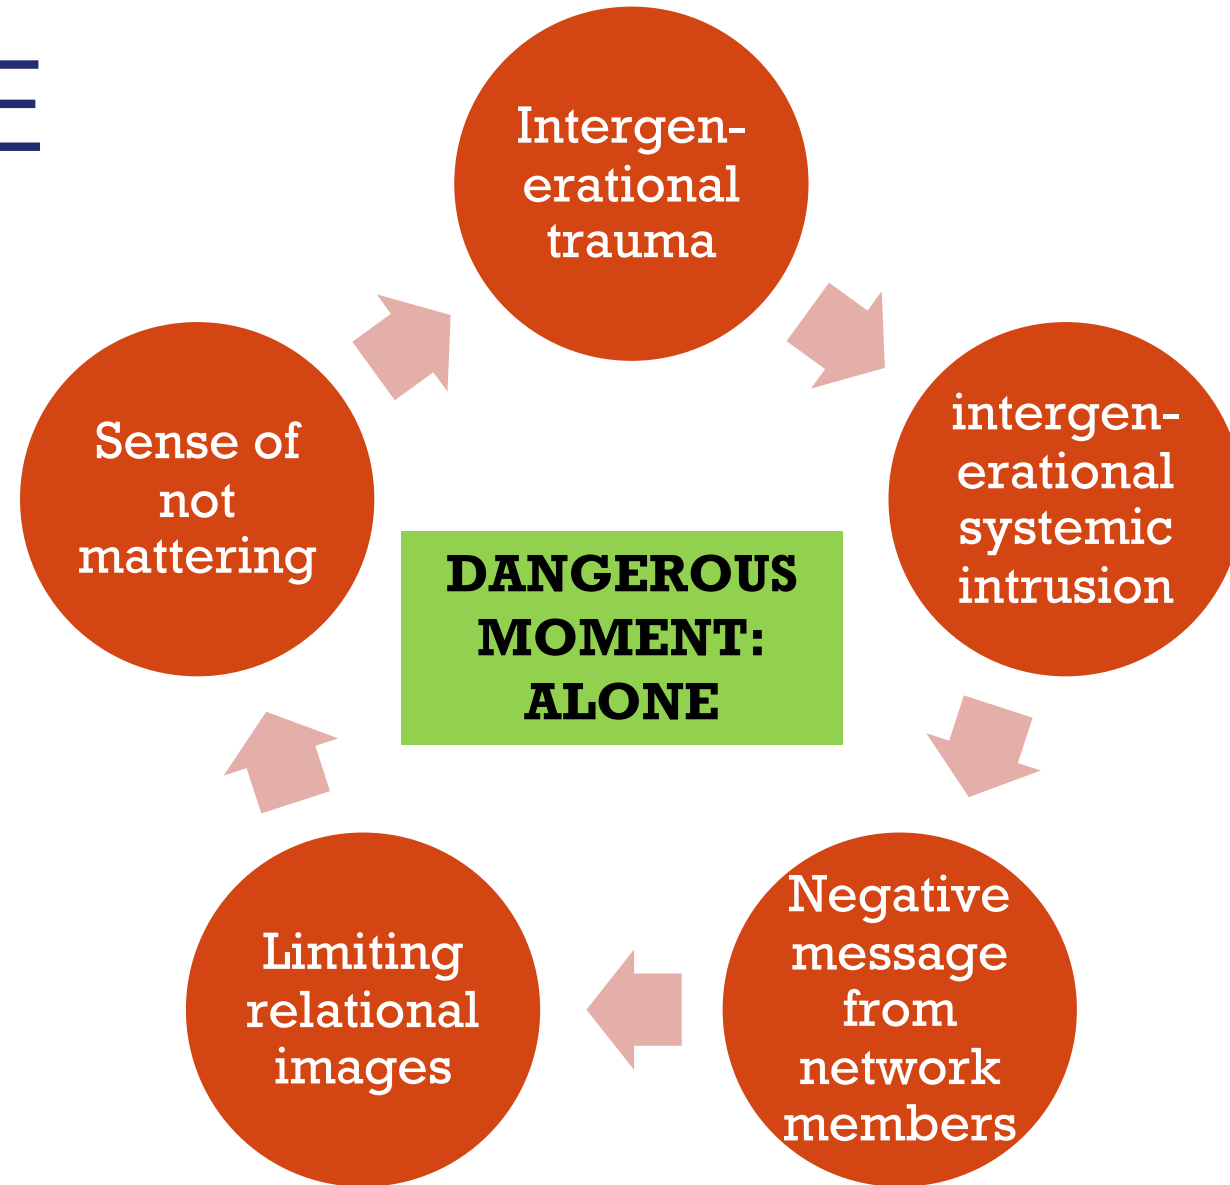 Intergen-
erational
trauma
intergen-
erational
systemic
intrusion
Negative
message
from
network
members
Limiting
relational
images
Sense of
not
mattering
DANGEROUS
MOMENT:
ALONE